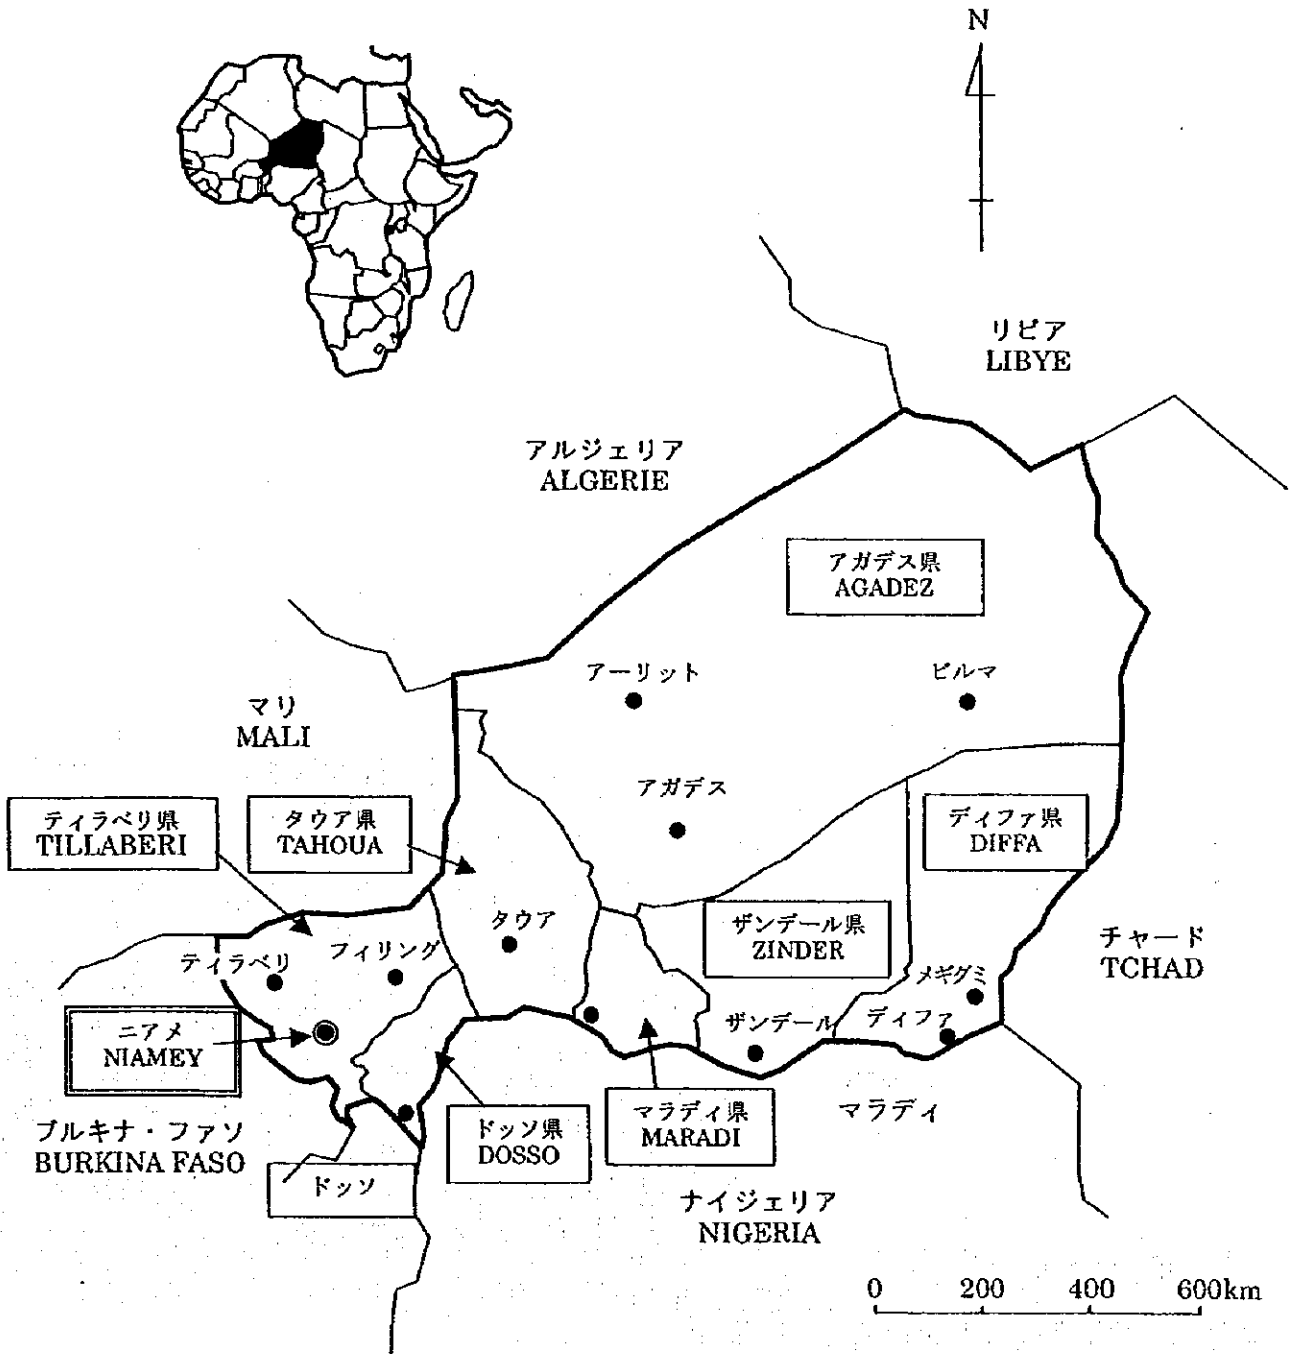 N
リビア
LIBYE
アルジェリア
ALGERIE
アガデス県
AGADEZ
アーリット
ビルマ
マリ
MALI
アガデス
ティラベリ県
TILLABERI
タウア県
TAHOUA
ディファ県
DIFFA
タウア
ザンデール県
ZINDER
チャード
TCHAD
ティラベリ
フィリング
メギグミ
ニアメ
NIAMEY
ザンデール
ディファ
ブルキナ・ファソ
BURKINA FASO
ドッソ県
DOSSO
マラディ県
MARADI
マラディ
ドッソ
ナイジェリア
NIGERIA
0 200 400 600km